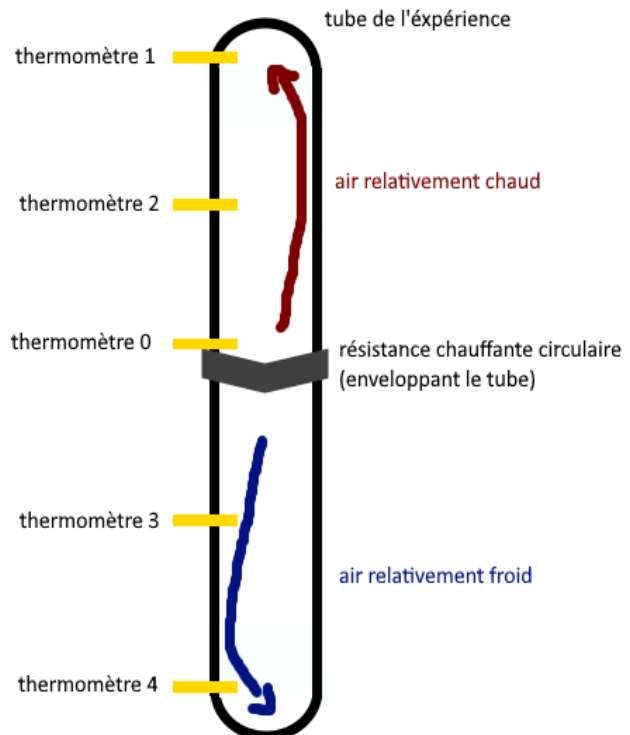 tube de l'éxpérience
thermomètre 1
air relativement chaud
thermomètre 2
thermomètre 0
résistance chauffante circulaire
(enveloppant le tube)
thermomètre 3
air relativement froid
thermomètre 4